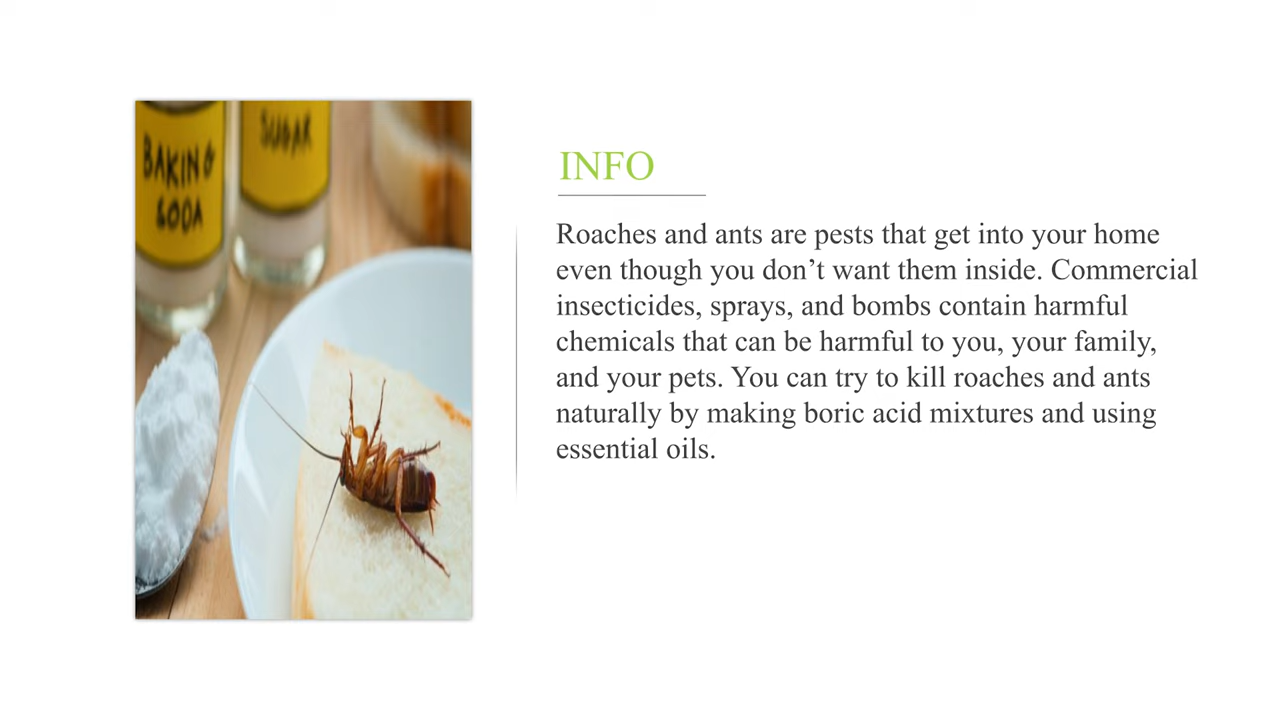 BAKING
SODA
SUGAR
INFO
Roaches and ants are pests that get into your home
even though you don’t want them inside. Commercial
insecticides, sprays, and bombs contain harmful
chemicals that can be harmful to you, your family,
and your pets. You can try to kill roaches and ants
naturally by making boric acid mixtures and using
essential oils.